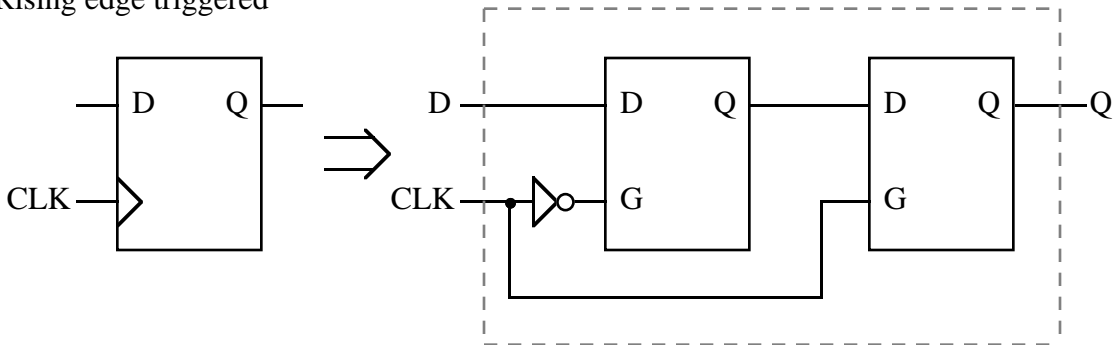 Rising edge triggered
D Q D D Q D Q Q
CLK CLK G G